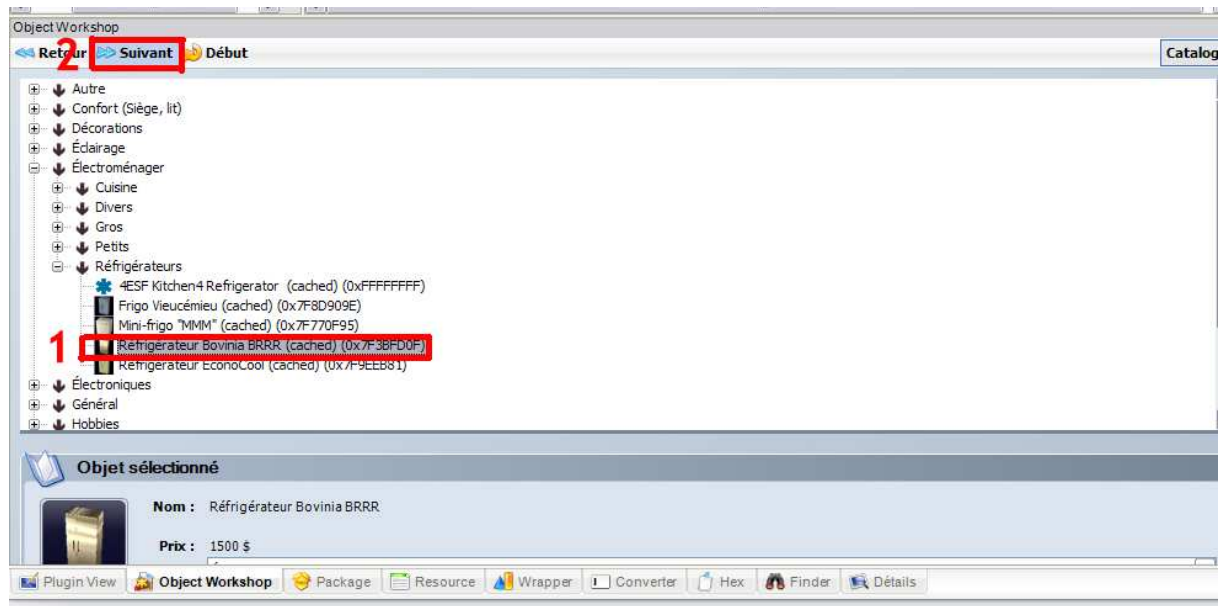 Object Workshop
Retour Suivant Début Catalog
2
Autre
Confort (Siège, lit)
Décorations
Éclairage
Électroménager
Cuisine
Divers
Gros
Petits
Réfrigérateurs
4ESF Kitchen4 Refrigerator (cached) (0xFFFFFFFF)
Frigo Vieucémieu (cached) (0x7F8D909E)
Mini-frigo "MMM" (cached) (0x7F770F95)
1 Réfrigérateur Bovinia BRRR (cached) (0x7F3BFD0F)
Réfrigérateur EconoCool (cached) (0x7F9EEB81)
Électroniques
Général
Hobbies
Objet sélectionné
Nom : Réfrigérateur Bovinia BRRR
Prix : 1500 $
Plugin View Object Workshop Package Resource Wrapper Converter Hex Finder Détails